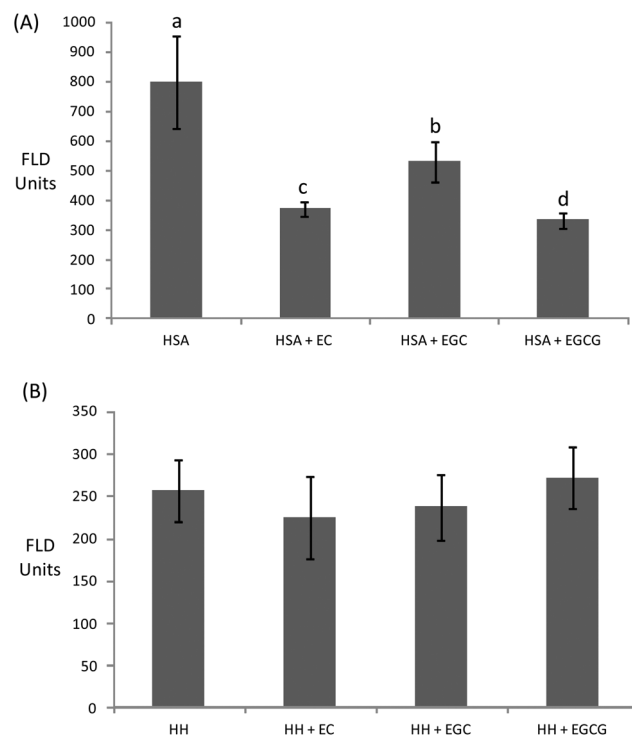 (A)
1000
900
800
700
600
500
400
300
200
100
0
FLD
Units
a
c
b
d
HSA
HSA + EC
HSA + EGC
HSA + EGCG
(B)
350
300
250
200
150
100
50
0
FLD
Units
HH
HH + EC
HH + EGC
HH + EGCG